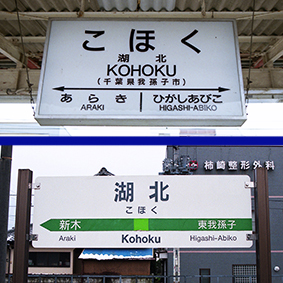 こほく
湖北
KOHOKU
(千葉県我孫子市)
あらき ひがしあびこ
ARAKI HIGASHI-ABIKO
柿崎整形外科
湖北
こほく
新木 東我孫子
Araki Kohoku Higashi-Abiko